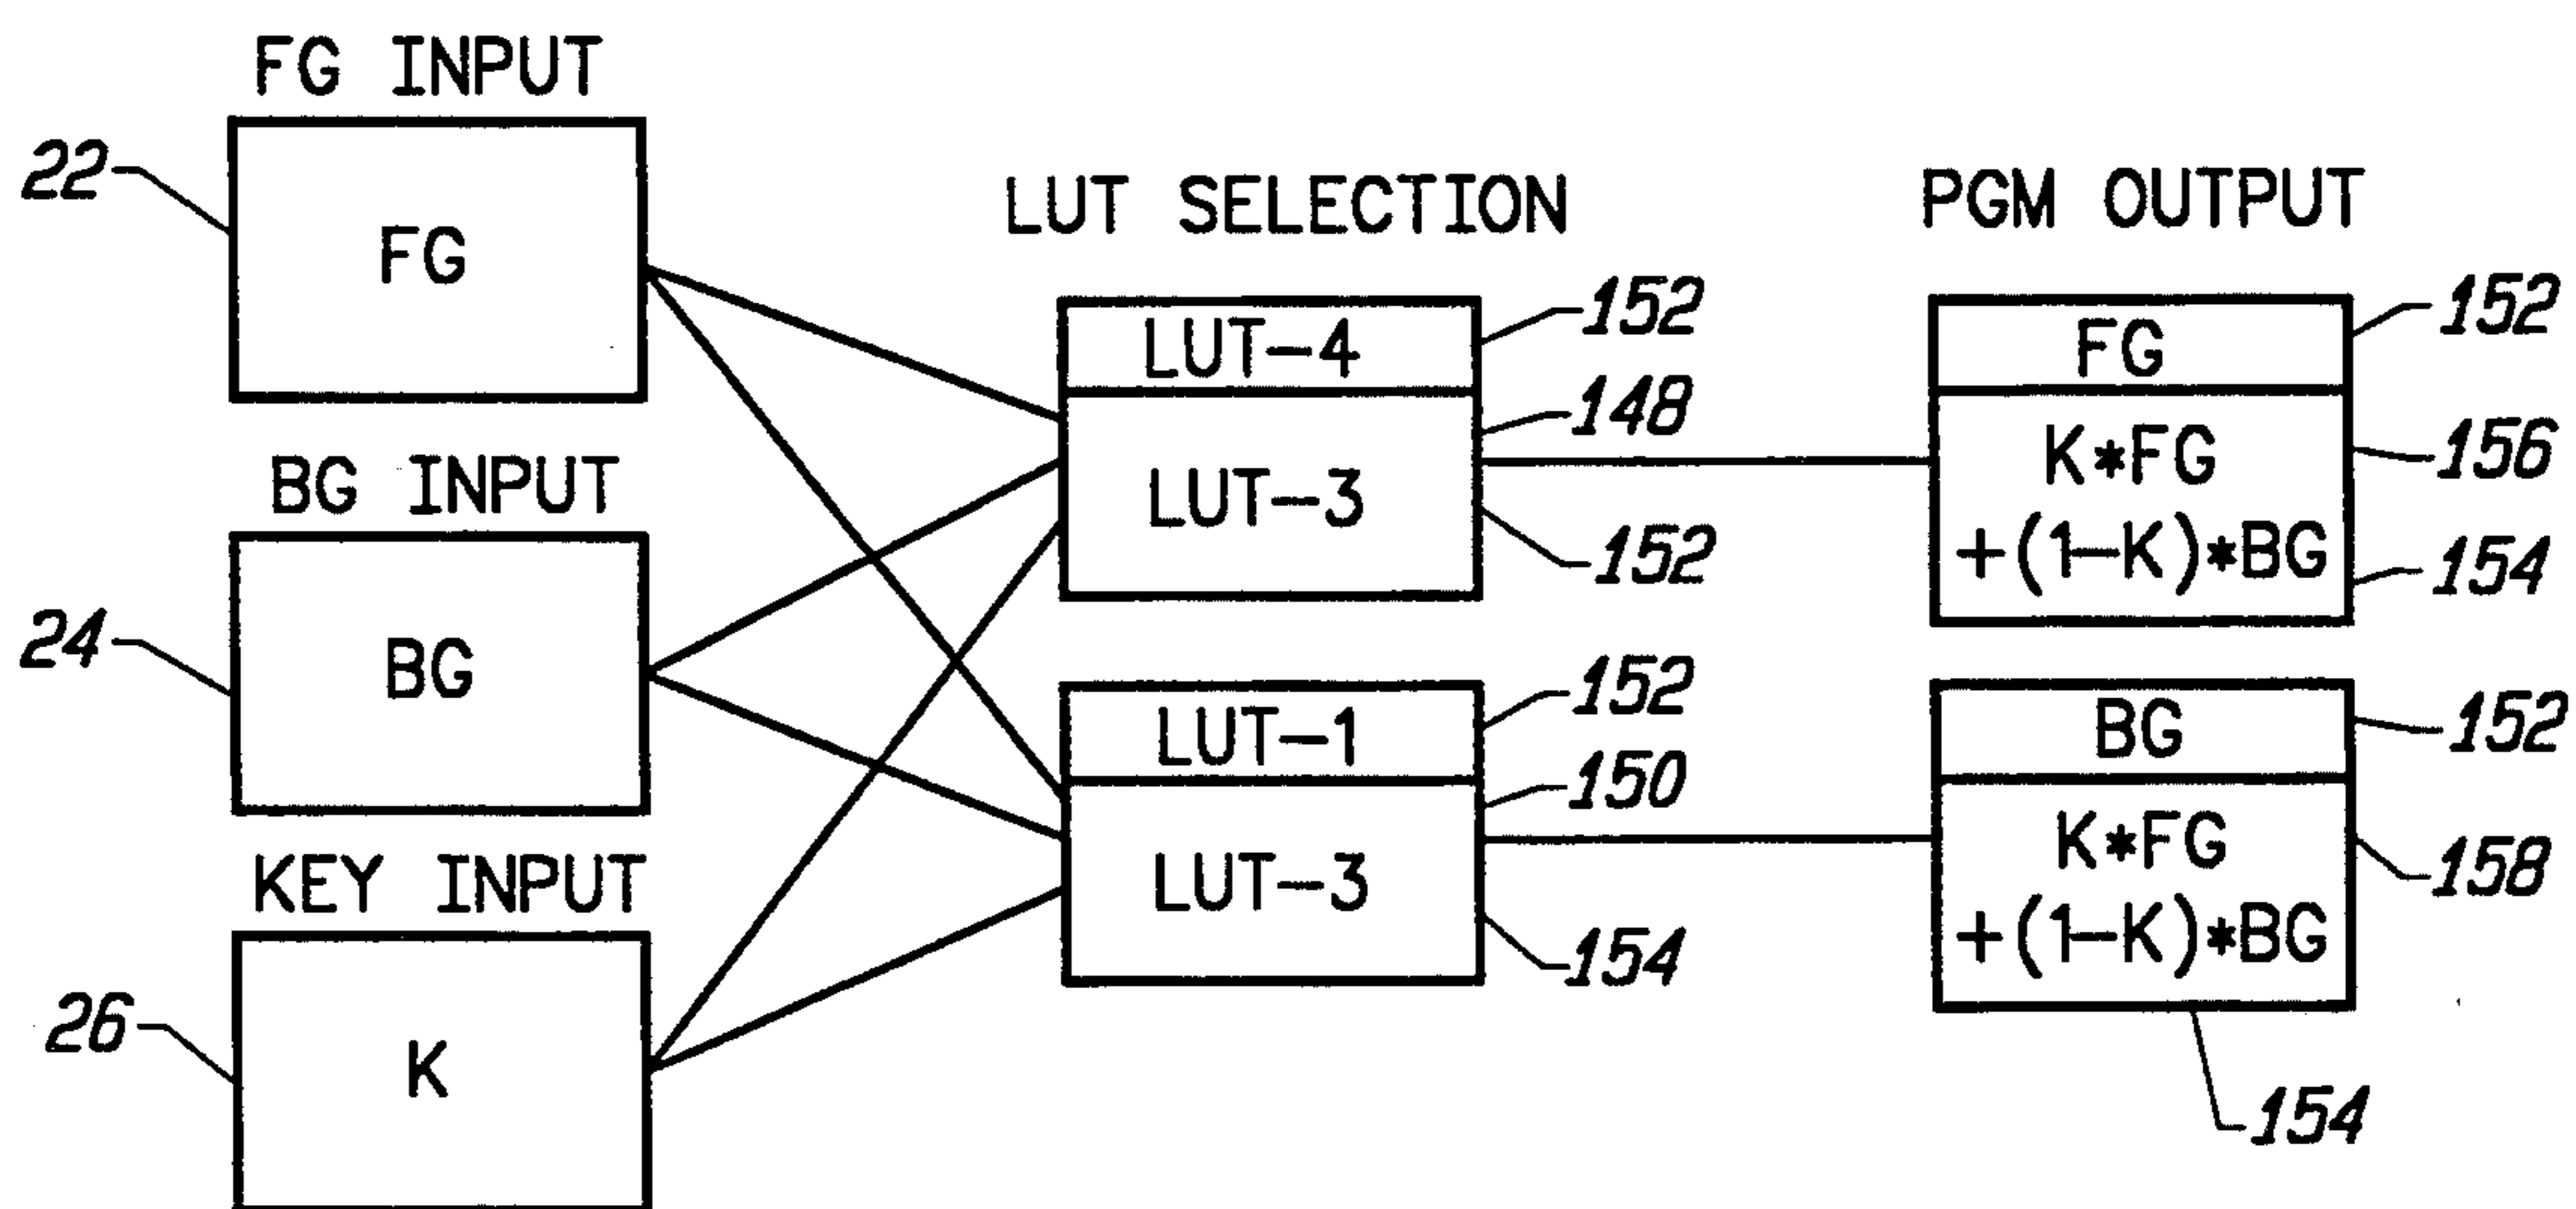 FG INPUT
22
FG
BG INPUT
24
BG
KEY INPUT
26
K
LUT SELECTION
LUT-4
152
148
LUT-3
152
LUT-1
152
150
LUT-3
154
PGM OUTPUT
FG
152
K*FG
156
+(1-K)*BG
154
BG
152
K*FG
158
+(1-K)*BG
154